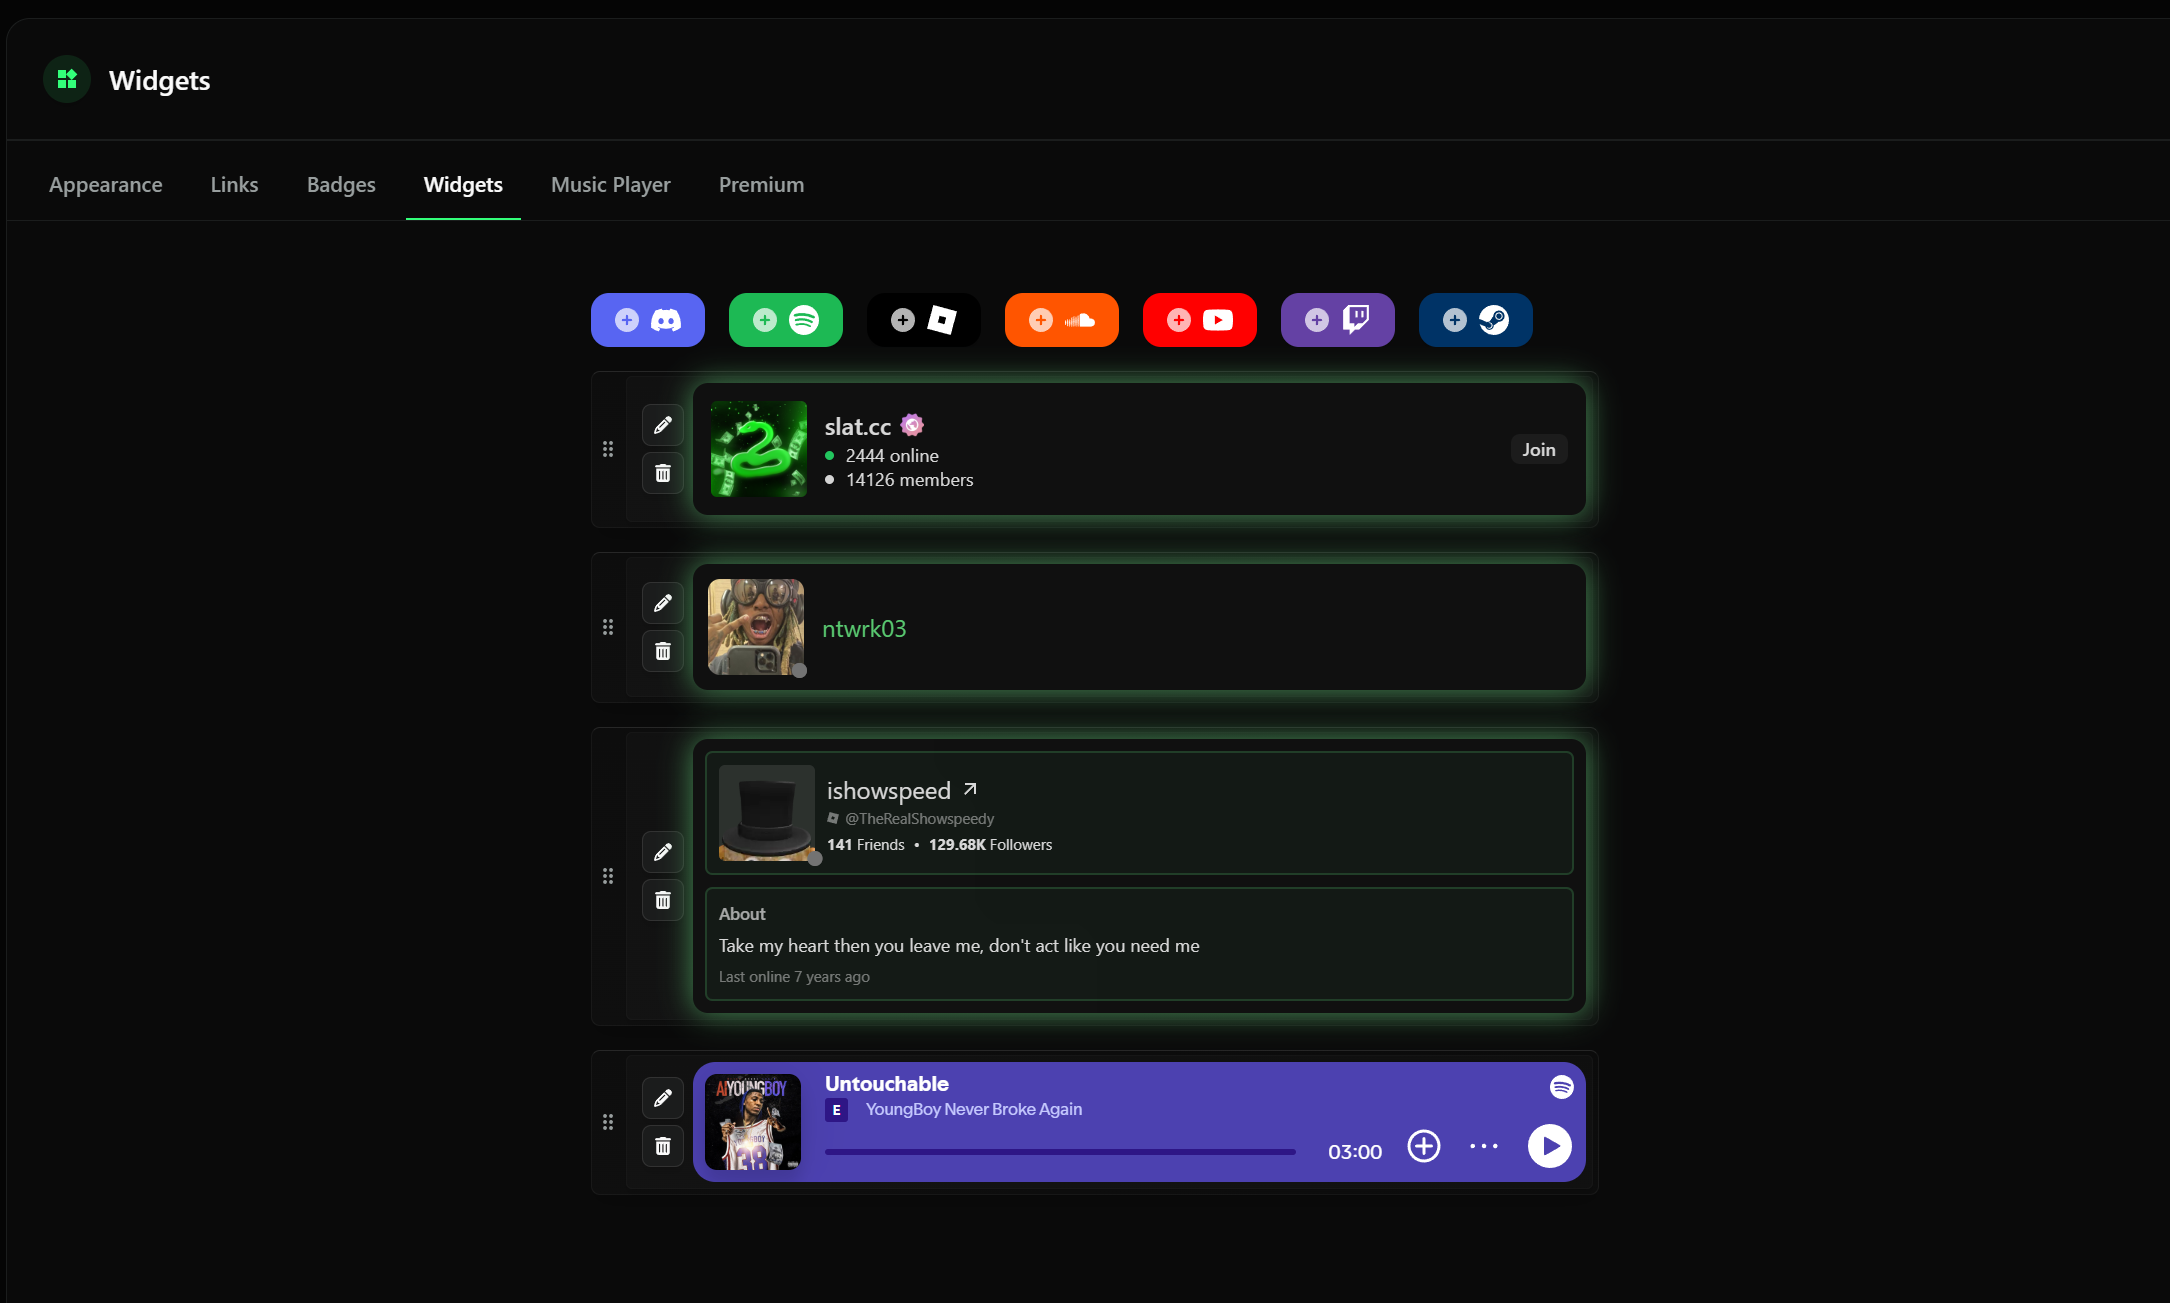 Widgets
Appearance Links Badges Widgets Music Player Premium
slat.cc
2444 online
14126 members
Join
ntwrk03
ishowspeed
@TheRealShowspeedy
141 Friends • 129.68K Followers
About
Take my heart then you leave me, don't act like you need me
Last online 7 years ago
AI YOUNGBOY
38
Untouchable
E YoungBoy Never Broke Again
03:00